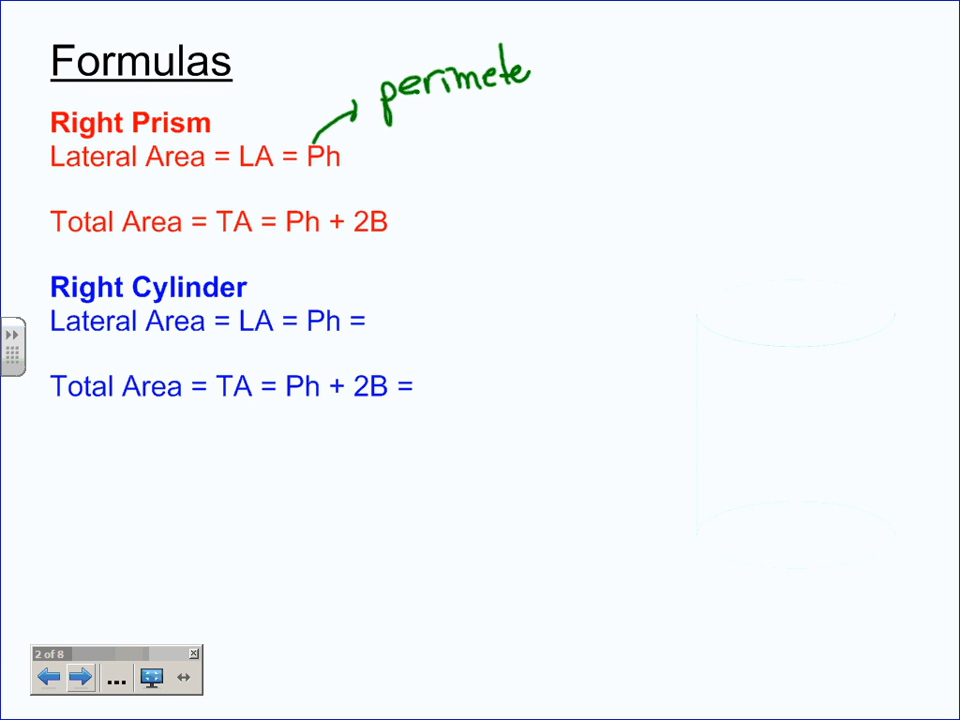 Formulas
perimete
Right Prism
Lateral Area = LA = Ph
Total Area = TA = Ph + 2B
Right Cylinder
Lateral Area = LA = Ph =
Total Area = TA = Ph + 2B =
2 of 8